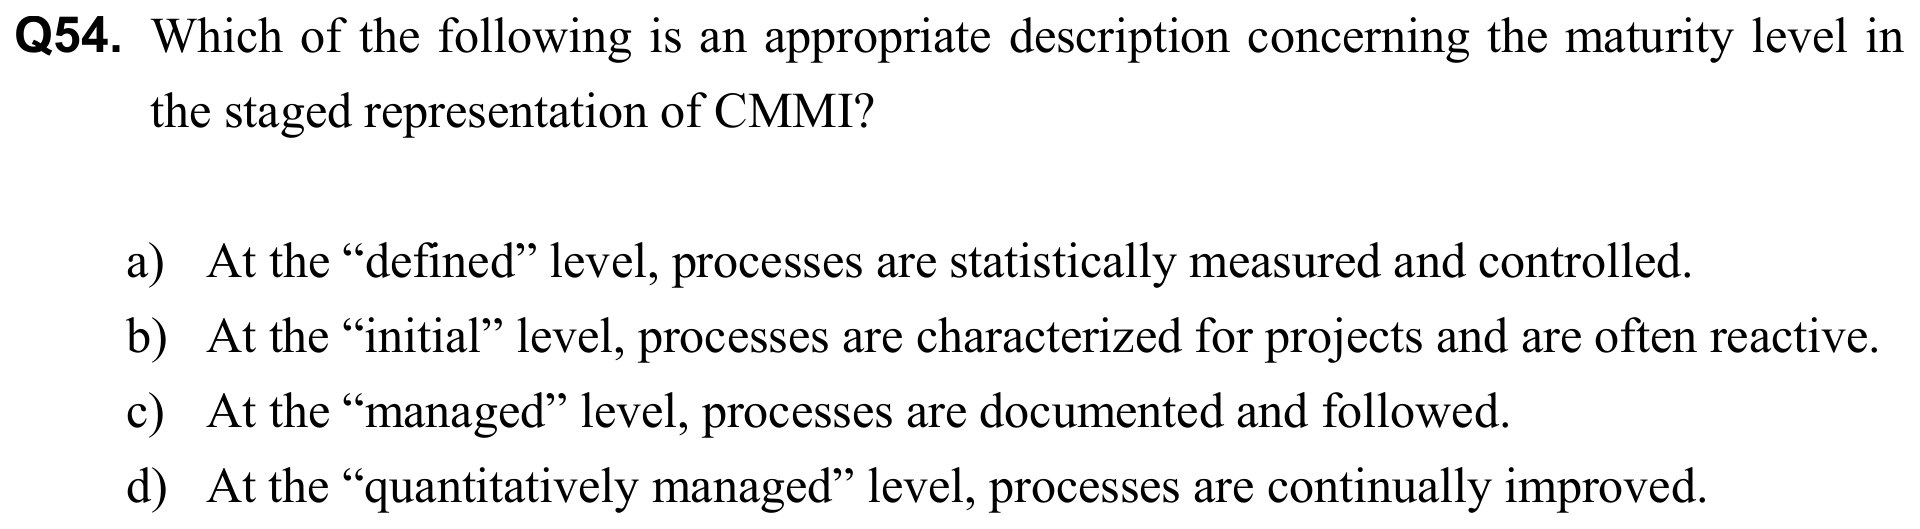 Q54. Which of the following is an appropriate description concerning the maturity level in
the staged representation of CMMI?
a) At the “defined” level, processes are statistically measured and controlled.
b) At the “initial” level, processes are characterized for projects and are often reactive.
c) At the “managed” level, processes are documented and followed.
d) At the “quantitatively managed” level, processes are continually improved.